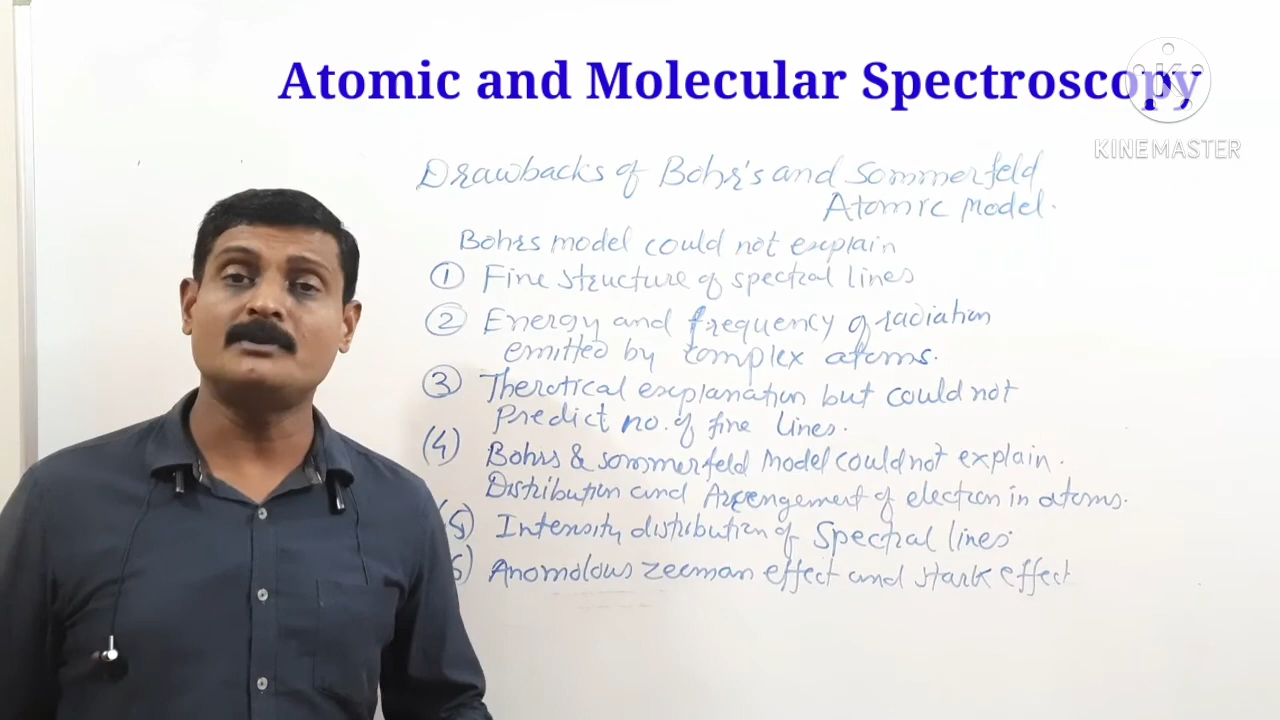 Atomic and Molecular Spectroscopy
KINEMASTER
Drawbacks of Bohr's and Sommerfeld
Atomic Model.
Bohrs model could not explain
① Fine structure of spectral lines
② Energy and frequency of radiation
emitted by complex atoms.
③ Therotical explanation but could not
Predict no. of fine lines.
(4) Bohrs & sommerfeld Model could not explain.
Distribution and Arrengement of electron in atoms.
(5) Intensity distribution of Spectral lines
6) Anomolous zeeman effect and stark effect